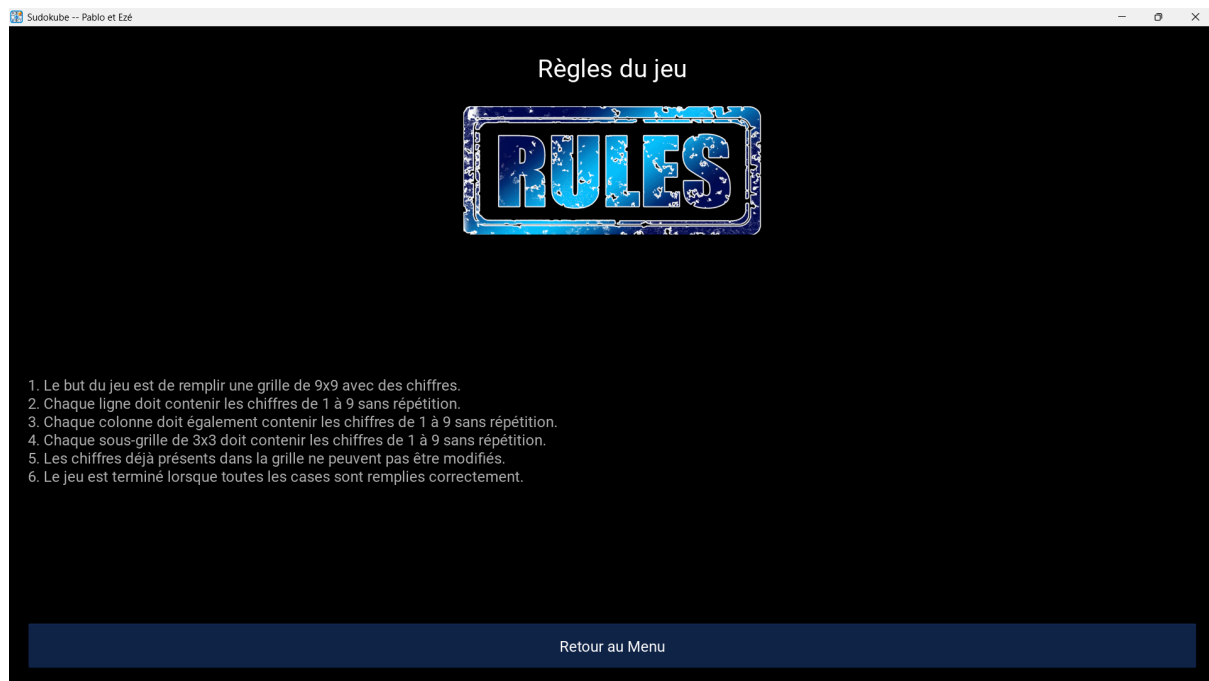 Sudokube -- Pablo et Ezé
Règles du jeu
RULES
1. Le but du jeu est de remplir une grille de 9x9 avec des chiffres.
2. Chaque ligne doit contenir les chiffres de 1 à 9 sans répétition.
3. Chaque colonne doit également contenir les chiffres de 1 à 9 sans répétition.
4. Chaque sous-grille de 3x3 doit contenir les chiffres de 1 à 9 sans répétition.
5. Les chiffres déjà présents dans la grille ne peuvent pas être modifiés.
6. Le jeu est terminé lorsque toutes les cases sont remplies correctement.
Retour au Menu